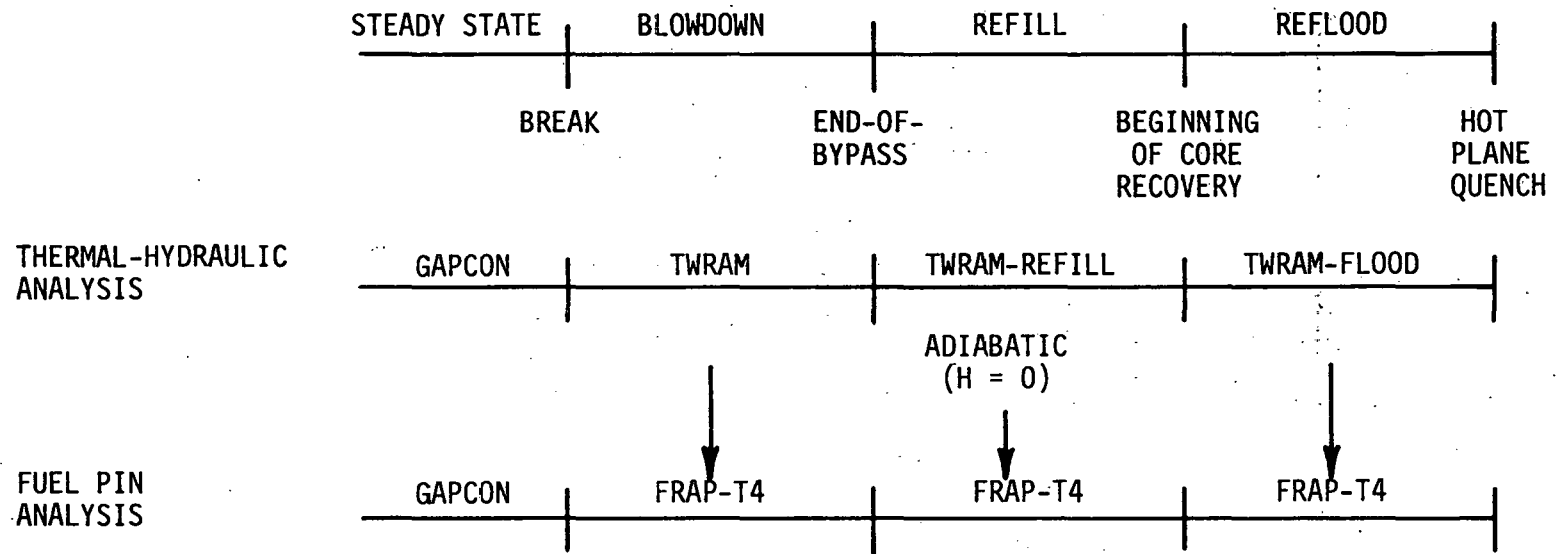 STEADY STATE BLOWDOWN REFILL REFLOOD
BREAK END-OF- BEGINNING HOT
BYPASS OF CORE PLANE
RECOVERY QUENCH
THERMAL-HYDRAULIC GAPCON TWRAM TWRAM-REFILL TWRAM-FLOOD
ANALYSIS
ADIABATIC
(H = 0)
FUEL PIN GAPCON FRAP-T4 FRAP-T4 FRAP-T4
ANALYSIS